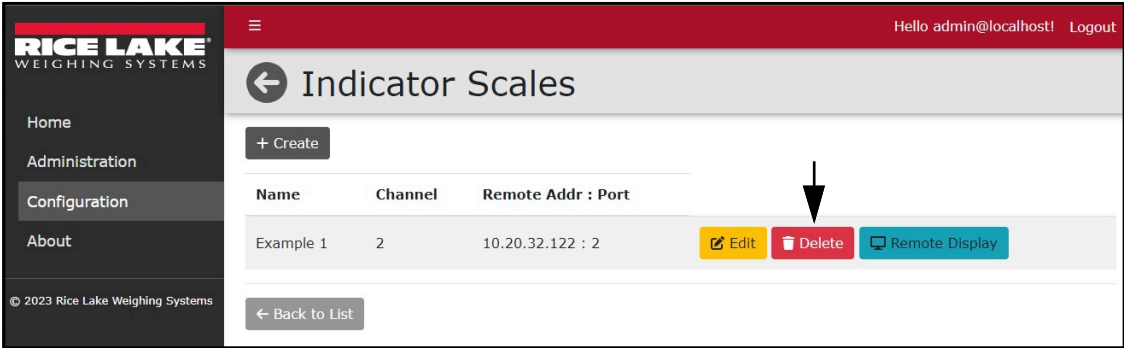 RICE LAKE®
WEIGHING SYSTEMS
Home
Administration
Configuration
About
© 2023 Rice Lake Weighing Systems
Hello admin@localhost! Logout
Indicator Scales
+ Create
Name Channel Remote Addr : Port
Example 1 2 10.20.32.122 : 2 Edit Delete Remote Display
← Back to List